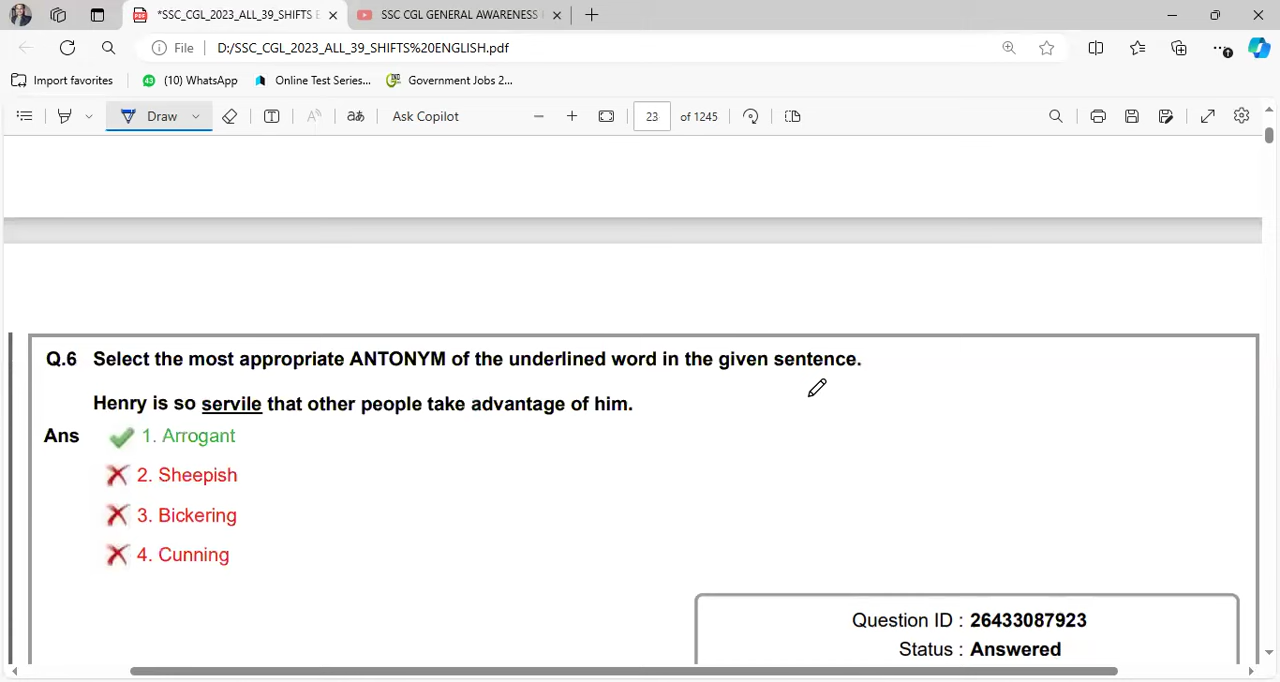 *SSC_CGL_2023_ALL_39_SHIFTS E
SSC CGL GENERAL AWARENESS
File D:/SSC_CGL_2023_ALL_39_SHIFTS%20ENGLISH.pdf
Import favorites
43 (10) WhatsApp
Online Test Series...
Government Jobs 2...
Draw
Ask Copilot
23 of 1245
Q.6 Select the most appropriate ANTONYM of the underlined word in the given sentence.
Henry is so servile that other people take advantage of him.
Ans 1. Arrogant
2. Sheepish
3. Bickering
4. Cunning
Question ID : 26433087923
Status : Answered